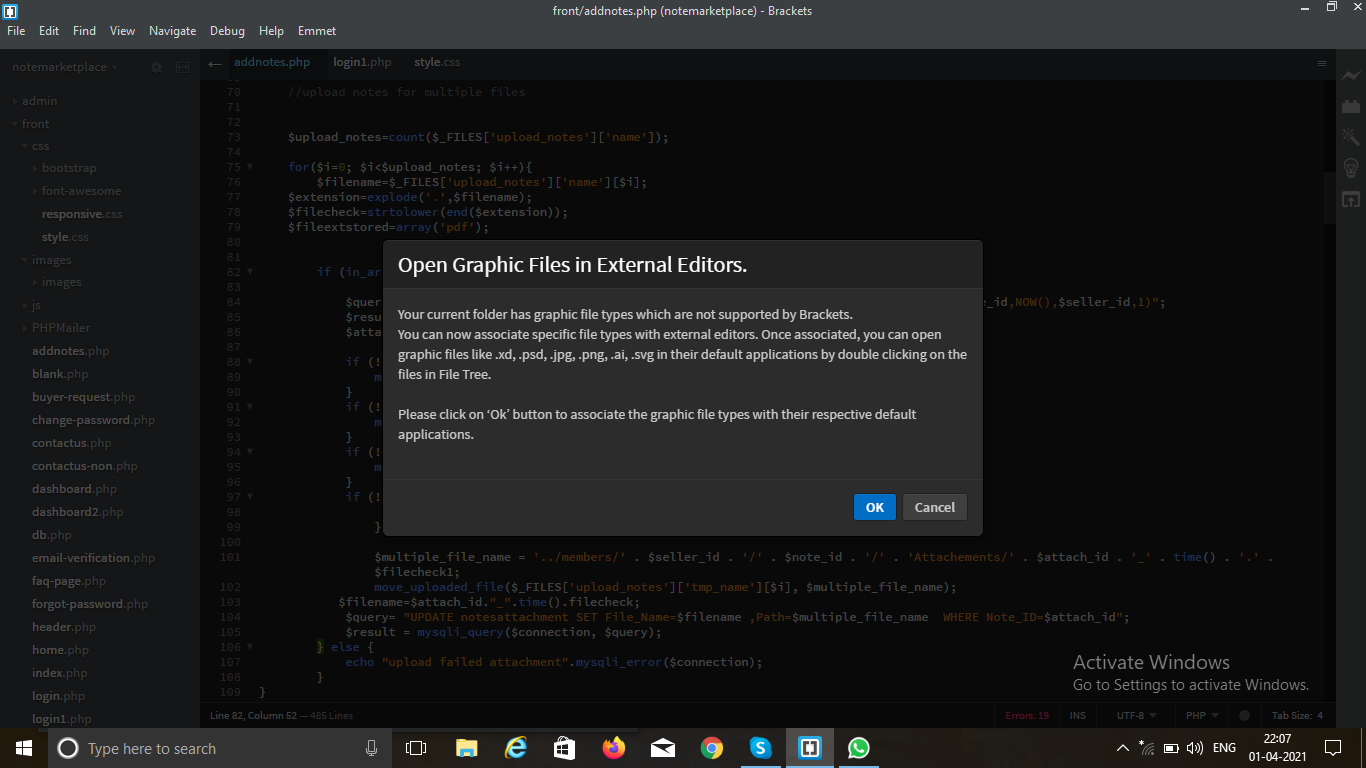 front/addnotes.php (notemarketplace) - Brackets
File Edit Find View Navigate Debug Help Emmet
notemarketplace
addnotes.php login1.php style.css
admin
front
css
bootstrap
font-awesome
responsive.css
style.css
images
images
js
PHPMailer
addnotes.php
blank.php
buyer-request.php
change-password.php
contactus.php
contactus-non.php
dashboard.php
dashboard2.php
db.php
email-verification.php
faq-page.php
forgot-password.php
header.php
home.php
index.php
login.php
login1.php
70 //upload notes for multiple files
71
72
73 $upload_notes=count($_FILES['upload_notes']['name']);
74
75 for($i=0; $i<$upload_notes; $i++){
76 $filename=$_FILES['upload_notes']['name'][$i];
77 $extension=explode('.',$filename);
78 $filecheck=strtolower(end($extension));
79 $fileextstored=array('pdf');
80
81
82 if (in_ar
83
84 $quer e_id,NOW(),$seller_id,1)";
85 $resu
86 $atta
87
88 if (!
89 m
90 }
91 if (!
92 m
93 }
94 if (!
95 m
96 }
97 if (!
98
99 }
100
101 $multiple_file_name = '../members/' . $seller_id . '/' . $note_id . '/' . 'Attachements/' . $attach_id . '_' . time() . '.' .
$filecheck1;
102 move_uploaded_file($_FILES['upload_notes']['tmp_name'][$i], $multiple_file_name);
103 $filename=$attach_id."_".time().filecheck;
104 $query= "UPDATE notesattachment SET File_Name=$filename ,Path=$multiple_file_name WHERE Note_ID=$attach_id";
105 $result = mysqli_query($connection, $query);
106 } else {
107 echo "upload failed attachment".mysqli_error($connection);
108 }
109 }
Open Graphic Files in External Editors.
Your current folder has graphic file types which are not supported by Brackets.
You can now associate specific file types with external editors. Once associated, you can open
graphic files like .xd, .psd, .jpg, .png, .ai, .svg in their default applications by double clicking on the
files in File Tree.
Please click on ‘Ok’ button to associate the graphic file types with their respective default
applications.
OK Cancel
Activate Windows
Go to Settings to activate Windows.
Line 82, Column 52 — 485 Lines
Errors: 19 INS UTF-8 PHP Tab Size: 4
Type here to search
ENG
22:07
01-04-2021